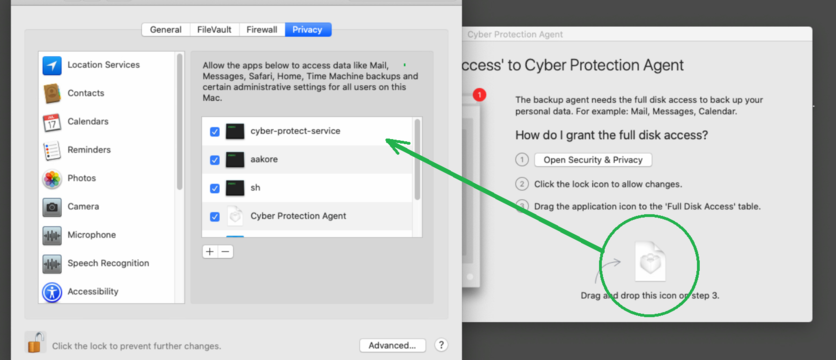 General
FileVault
Firewall
Privacy
Location Services
Contacts
Calendars
Reminders
Photos
Camera
Microphone
Speech Recognition
Accessibility
Allow the apps below to access data like Mail,
Messages, Safari, Home, Time Machine backups and
certain administrative settings for all users on this
Mac.
cyber-protect-service
aakore
sh
Cyber Protection Agent
+
−
Click the lock to prevent further changes.
Advanced...
?
Cyber Protection Agent
ccess' to Cyber Protection Agent
1
The backup agent needs the full disk access to back up your
personal data. For example: Mail, Messages, Calendar.
How do I grant the full disk access?
1 Open Security & Privacy
2 Click the lock icon to allow changes.
3 Drag the application icon to the 'Full Disk Access' table.
Drag and drop this icon on step 3.
17